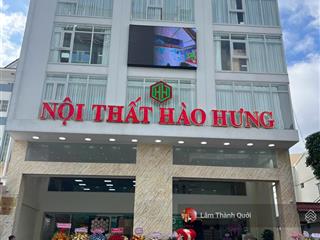 HH
NỘI THẤT HÀO HƯNG
Lâm Thành Quới